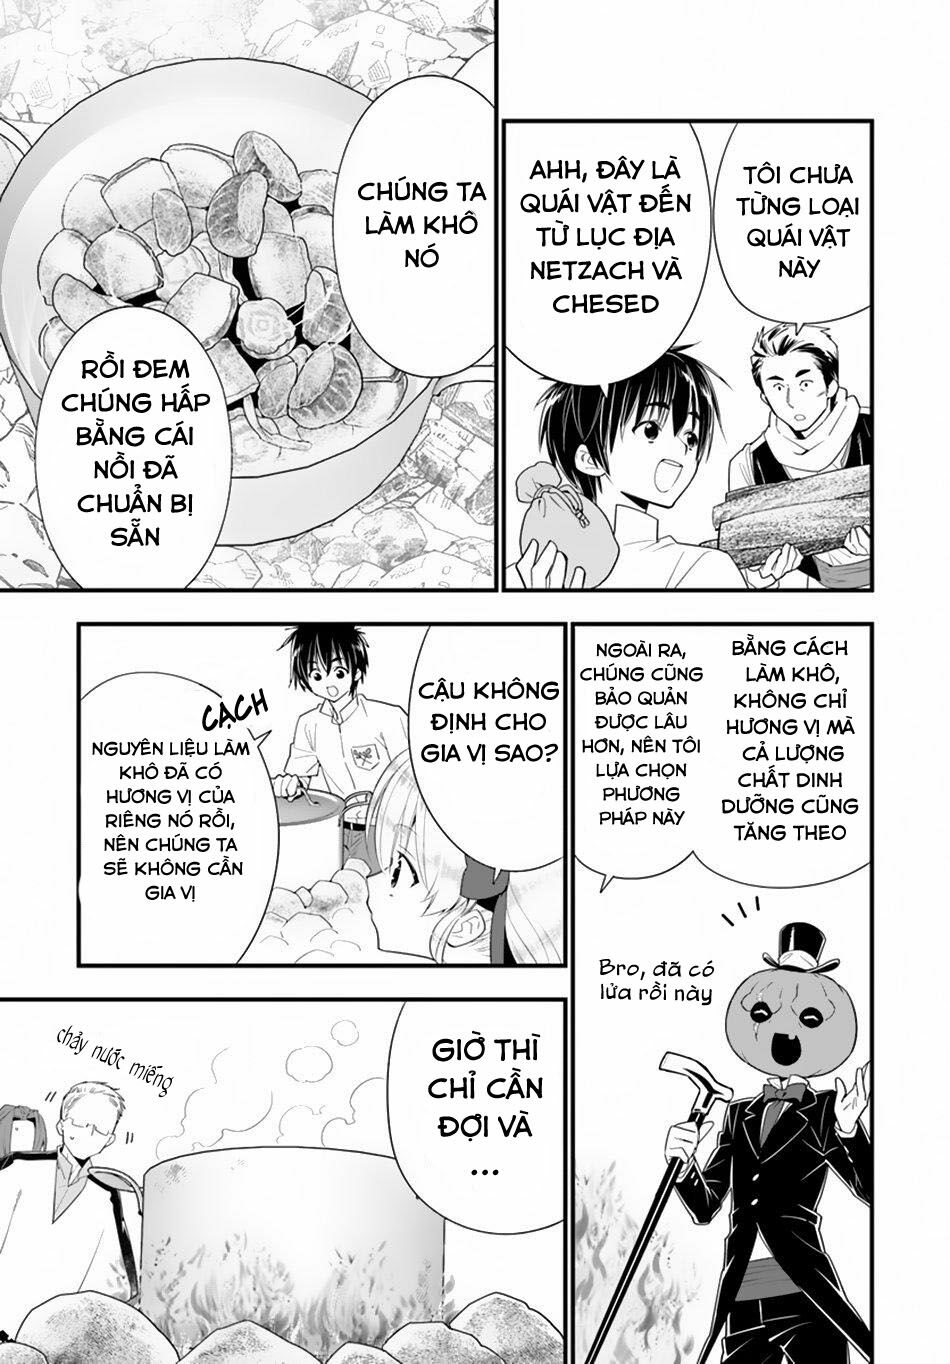 TÔI CHƯA
TỪNG LOẠI
QUÁI VẬT
NÀY
AHH, ĐÂY LÀ
QUÁI VẬT ĐẾN
TỪ LỤC ĐỊA
NETZACH VÀ
CHESED
CHÚNG TA
LÀM KHÔ
NÓ
RỒI ĐEM
CHÚNG HẤP
BẰNG CÁI
NỒI ĐÃ
CHUẨN BỊ
SẴN
BẰNG CÁCH
LÀM KHÔ,
KHÔNG CHỈ
HƯƠNG VỊ MÀ
CẢ LƯỢNG
CHẤT DINH
DƯỠNG CŨNG
TĂNG THEO
NGOÀI RA,
CHÚNG CŨNG
BẢO QUẢN
ĐƯỢC LÂU
HƠN, NÊN TÔI
LỰA CHỌN
PHƯƠNG
PHÁP NÀY
Bro, đã có
lửa rồi này
CẬU KHÔNG
ĐỊNH CHO
GIA VỊ SAO?
CẠCH
NGUYÊN LIỆU LÀM
KHÔ ĐÃ CÓ
HƯƠNG VỊ CỦA
RIÊNG NÓ RỒI,
NÊN CHÚNG TA
SẼ KHÔNG CẦN
GIA VỊ
GIỜ THÌ
CHỈ CẦN
ĐỢI VÀ
...
chảy nước miếng